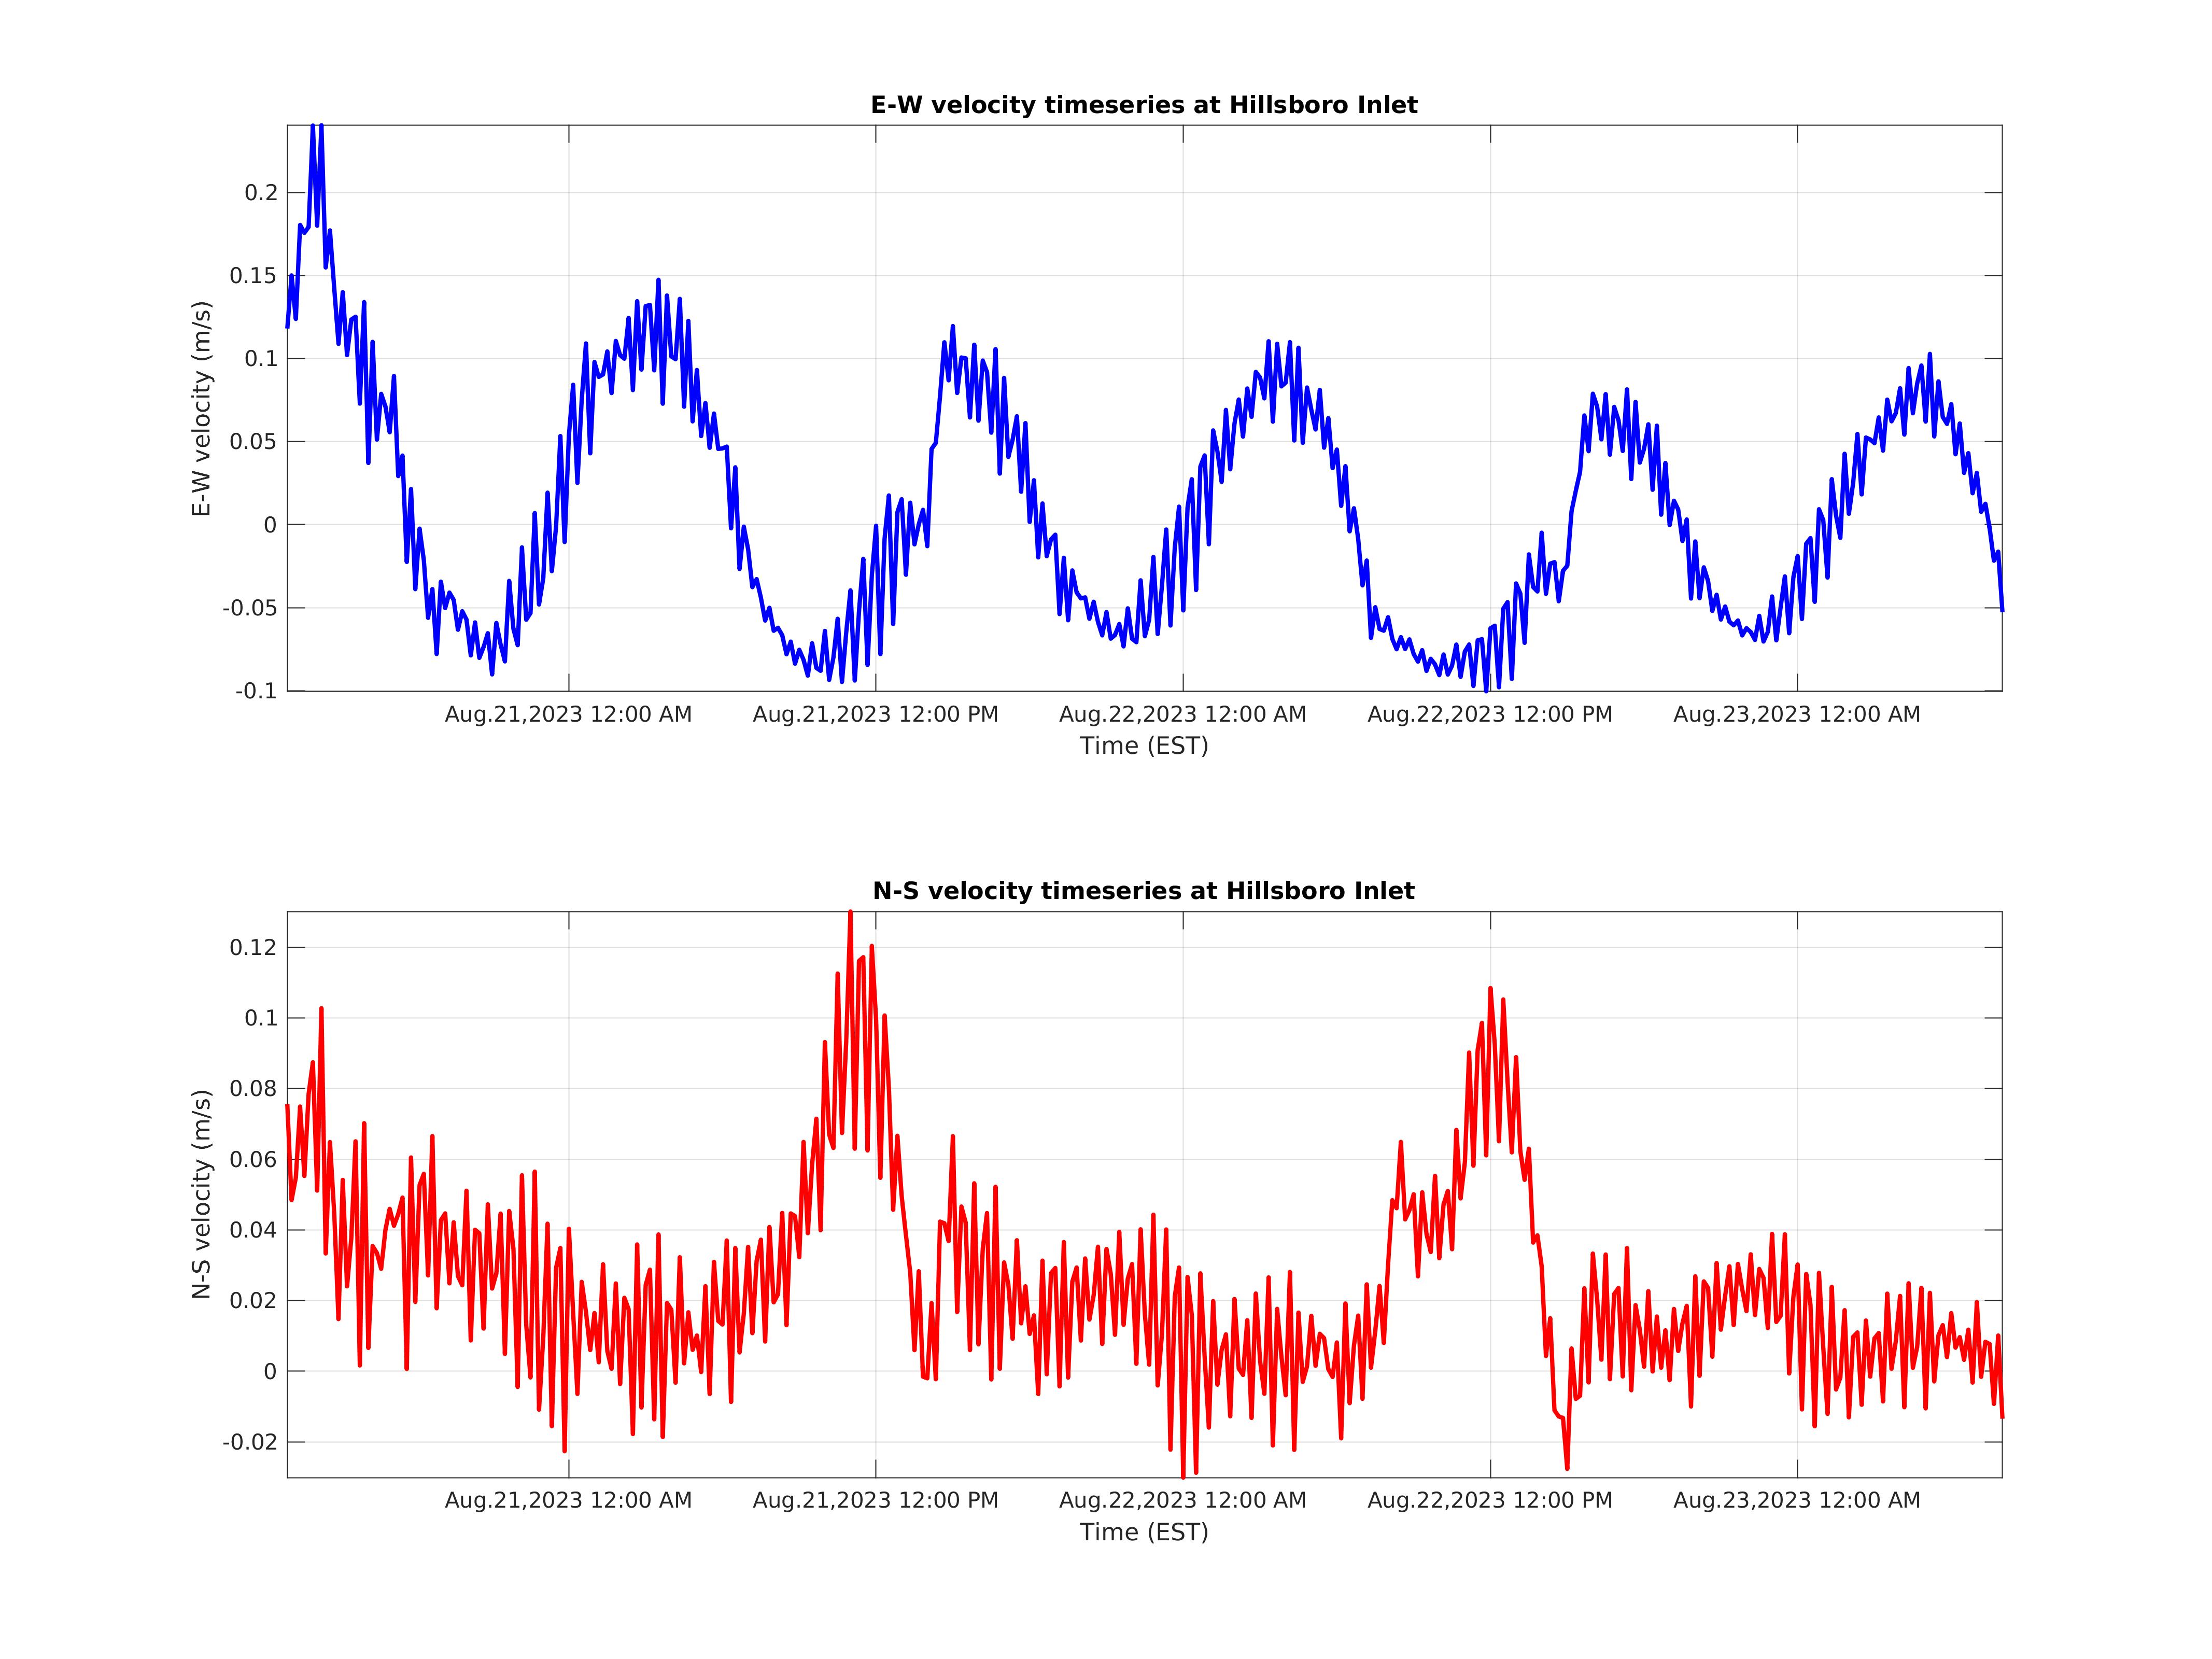 E-W velocity timeseries at Hillsboro Inlet
0.2
0.15
0.1
0.05
0
-0.05
-0.1
E-W velocity (m/s)
Aug.21,2023 12:00 AM Aug.21,2023 12:00 PM Aug.22,2023 12:00 AM Aug.22,2023 12:00 PM Aug.23,2023 12:00 AM
Time (EST)
N-S velocity timeseries at Hillsboro Inlet
0.12
0.1
0.08
0.06
0.04
0.02
0
-0.02
N-S velocity (m/s)
Aug.21,2023 12:00 AM Aug.21,2023 12:00 PM Aug.22,2023 12:00 AM Aug.22,2023 12:00 PM Aug.23,2023 12:00 AM
Time (EST)